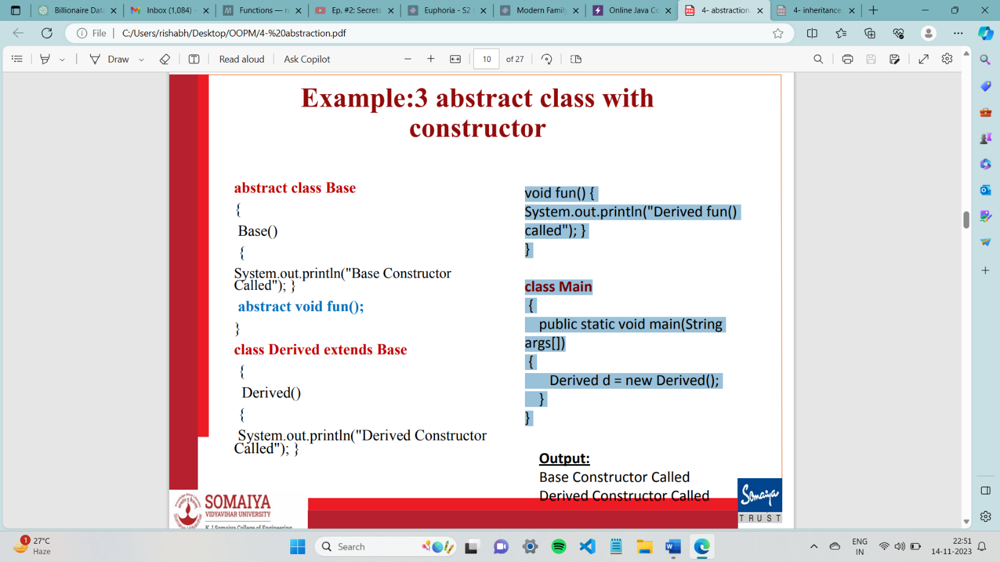 Billionaire Data
Inbox (1,084) -
Functions — r
Ep. #2: Secrets
Euphoria - S2
Modern Family
Online Java Co
4- abstraction.
4- inheritance.
File
C:/Users/rishabh/Desktop/OOPM/4-%20abstraction.pdf
Draw
Read aloud
Ask Copilot
10 of 27
Example:3 abstract class with
constructor
abstract class Base
{
Base()
{
System.out.println("Base Constructor
Called"); }
abstract void fun();
}
class Derived extends Base
{
Derived()
{
System.out.println("Derived Constructor
Called"); }
void fun() {
System.out.println("Derived fun()
called"); }
}
class Main
{
public static void main(String
args[])
{
Derived d = new Derived();
}
}
Output:
Base Constructor Called
Derived Constructor Called
SOMAIYA
VIDYAVIHAR UNIVERSITY
K J Somaiya College of Engineering
Somaiya
TRUST
1
27°C
Haze
Search
ENG
IN
22:51
14-11-2023